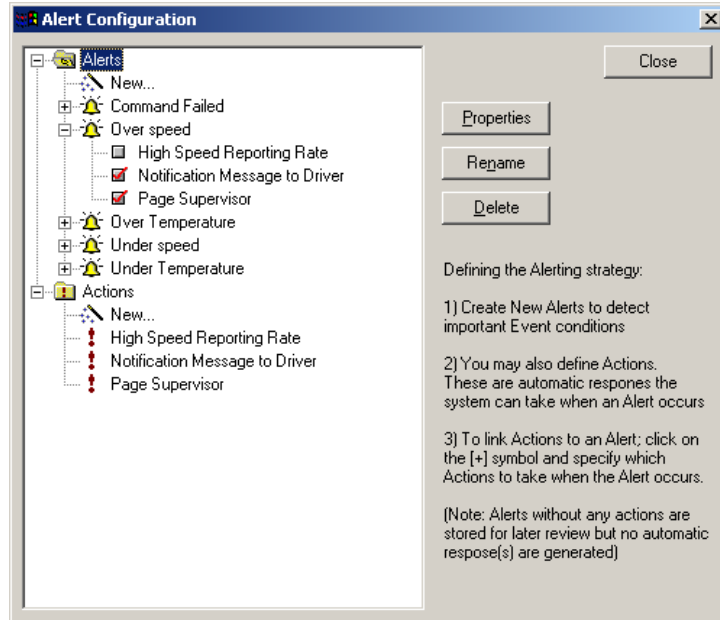 Alert Configuration
Alerts
New...
Command Failed
Over speed
High Speed Reporting Rate
Notification Message to Driver
Page Supervisor
Over Temperature
Under speed
Under Temperature
Actions
New...
High Speed Reporting Rate
Notification Message to Driver
Page Supervisor
Close
Properties
Rename
Delete
Defining the Alerting strategy:
1) Create New Alerts to detect
important Event conditions
2) You may also define Actions.
These are automatic respones the
system can take when an Alert occurs
3) To link Actions to an Alert; click on
the [+] symbol and specify which
Actions to take when the Alert occurs.
(Note: Alerts without any actions are
stored for later review but no automatic
respose(s) are generated)